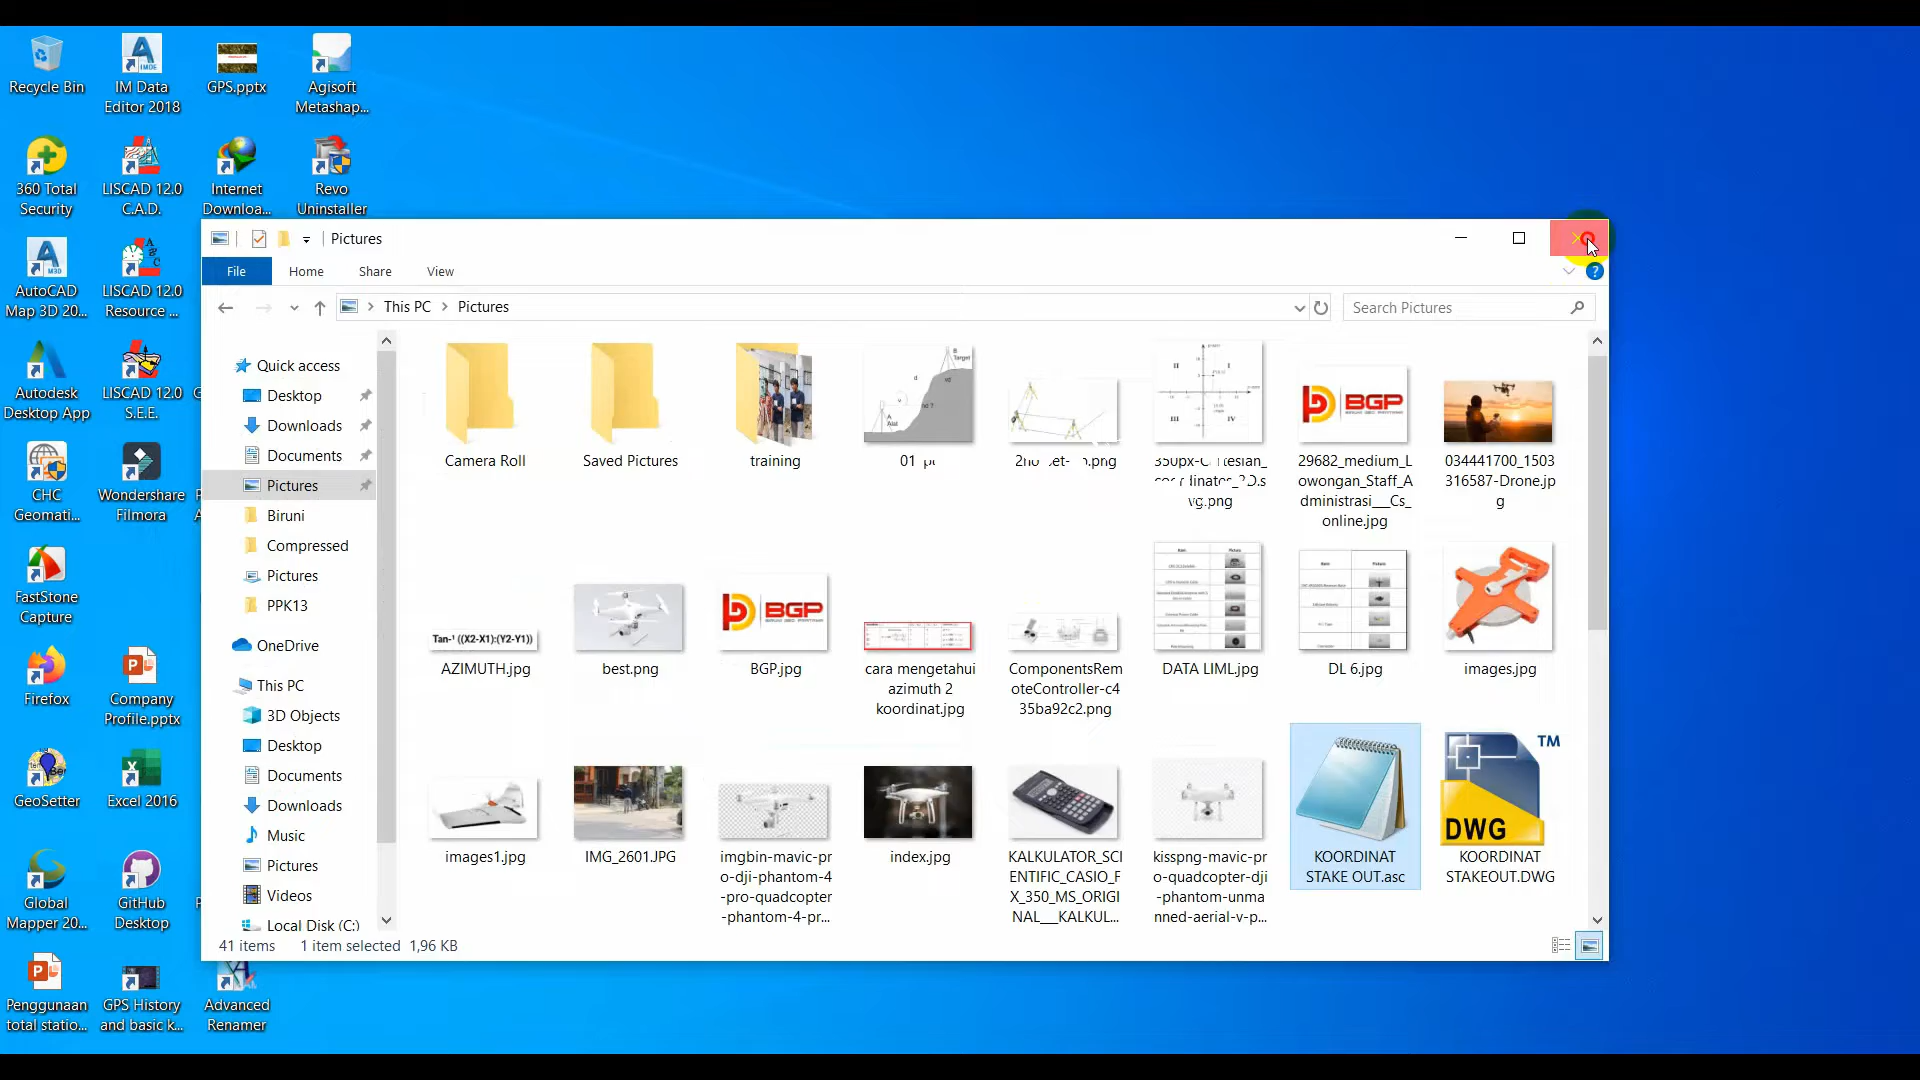 Recycle Bin
IM Data
Editor 2018
GPS.pptx
Agisoft
Metashap...
360 Total
Security
LISCAD 12.0
C.A.D.
Internet
Downloa...
Revo
Uninstaller
AutoCAD
Map 3D 20...
LISCAD 12.0
Resource ...
Autodesk
Desktop App
LISCAD 12.0
S.E.E.
CHC
Geomati...
Wondershare
Filmora
FastStone
Capture
Firefox
Company
Profile.pptx
GeoSetter
Excel 2016
Global
Mapper 20...
GitHub
Desktop
Penggunaan
total statio...
GPS History
and basic k...
Advanced
Renamer
Pictures
File
Home
Share
View
This PC
Pictures
Search Pictures
Quick access
Desktop
Downloads
Documents
Pictures
Biruni
Compressed
Pictures
PPK13
OneDrive
This PC
3D Objects
Desktop
Documents
Downloads
Music
Pictures
Videos
Local Disk (C:)
Camera Roll
Saved Pictures
training
B
Target
BGP
29682_medium_L
owongan_Staff_A
dministrasi___Cs_
online.jpg
034441700_1503
316587-Drone.jp
g
Tan-¹ ((X2-X1):(Y2-Y1))
AZIMUTH.jpg
best.png
BGP
BGP.jpg
cara mengetahui
azimuth 2
koordinat.jpg
ComponentsRem
oteController-c4
35ba92c2.png
DATA LIML.jpg
DL 6.jpg
images.jpg
images1.jpg
IMG_2601.JPG
imgbin-mavic-pr
o-dji-phantom-4
-pro-quadcopter
-phantom-4-pr...
index.jpg
KALKULATOR_SCI
ENTIFIC_CASIO_F
X_350_MS_ORIGI
NAL___KALKUL...
kisspng-mavic-pr
o-quadcopter-dji
-phantom-unma
nned-aerial-v-p...
KOORDINAT
STAKE OUT.asc
TM
DWG
KOORDINAT
STAKEOUT.DWG
41 items
1 item selected 1,96 KB